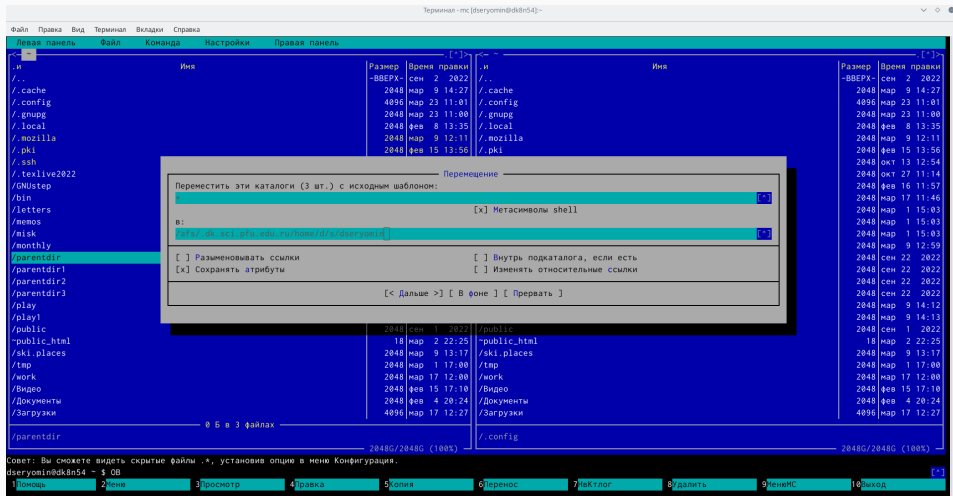 Терминал - mc [dseryomin@dk8n54]:~
Файл Правка Вид Терминал Вкладки Справка
Левая панель Файл Команда Настройки Правая панель
<- ~ .[^]> <- ~ .[^]>
.и Имя Размер Время правки .и Имя Размер Время правки
/.. -ВВЕРХ- сен 2 2022 /.. -ВВЕРХ- сен 2 2022
/.cache 2048 мар 9 14:27 /.cache 2048 мар 9 14:27
/.config 4096 мар 23 11:01 /.config 4096 мар 23 11:01
/.gnupg 2048 мар 23 11:00 /.gnupg 2048 мар 23 11:00
/.local 2048 фев 8 13:35 /.local 2048 фев 8 13:35
/.mozilla 2048 мар 9 12:11 /.mozilla 2048 мар 9 12:11
/.pki 2048 фев 15 13:56 /.pki 2048 фев 15 13:56
/.ssh 2048 окт 13 12:54
/.texlive2022 Перемещение 2048 окт 27 11:14
/GNUstep Переместить эти каталоги (3 шт.) с исходным шаблоном: 2048 фев 16 11:57
/bin * [^] 2048 мар 17 11:46
/letters [x] Метасимволы shell 2048 мар 1 15:03
/memos в: 2048 мар 1 15:03
/misk /afs/.dk.sci.pfu.edu.ru/home/d/s/dseryomin [^] 2048 мар 1 15:03
/monthly 2048 мар 9 12:59
/parentdir [ ] Разыменовывать ссылки [ ] Внутрь подкаталога, если есть 2048 сен 22 2022
/parentdir1 [x] Сохранять атрибуты [ ] Изменять относительные ссылки 2048 сен 22 2022
/parentdir2 2048 сен 22 2022
/parentdir3 [< Дальше >] [ В фоне ] [ Прервать ] 2048 сен 22 2022
/play 2048 мар 9 14:12
/play1 2048 мар 9 14:13
/public 2048 сен 1 2022 /public 2048 сен 1 2022
~public_html 18 мар 2 22:25 ~public_html 18 мар 2 22:25
/ski.places 2048 мар 9 13:17 /ski.places 2048 мар 9 13:17
/tmp 2048 мар 1 17:00 /tmp 2048 мар 1 17:00
/work 2048 мар 17 12:00 /work 2048 мар 17 12:00
/Видео 2048 фев 15 17:10 /Видео 2048 фев 15 17:10
/Документы 2048 фев 4 20:24 /Документы 2048 фев 4 20:24
/Загрузки 4096 мар 17 12:27 /Загрузки 4096 мар 17 12:27
0 Б в 3 файлах
/parentdir /.config
2048G/2048G (100%) 2048G/2048G (100%)
Совет: Вы сможете видеть скрытые файлы .*, установив опцию в меню Конфигурация.
dseryomin@dk8n54 ~ $ OB [^]
1Помощь 2Меню 3Просмотр 4Правка 5Копия 6Перенос 7НвКтлог 8Удалить 9МенюMC 10Выход